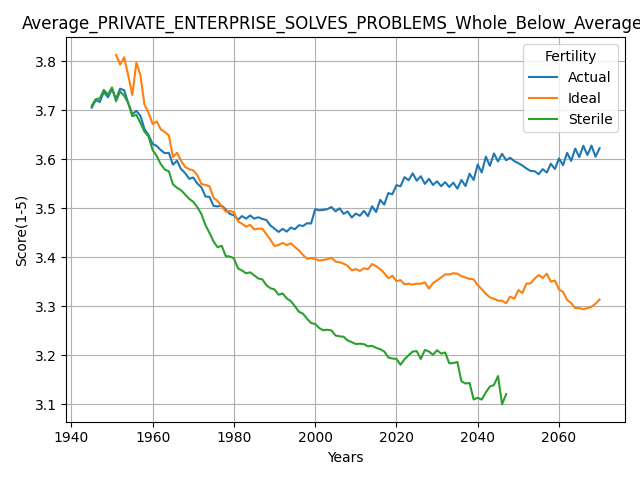 Average_PRIVATE_ENTERPRISE_SOLVES_PROBLEMS_Whole_Below_Average
Fertility
Actual
Ideal
Sterile
Score(1-5)
3.8
3.7
3.6
3.5
3.4
3.3
3.2
3.1
1940 1960 1980 2000 2020 2040 2060
Years